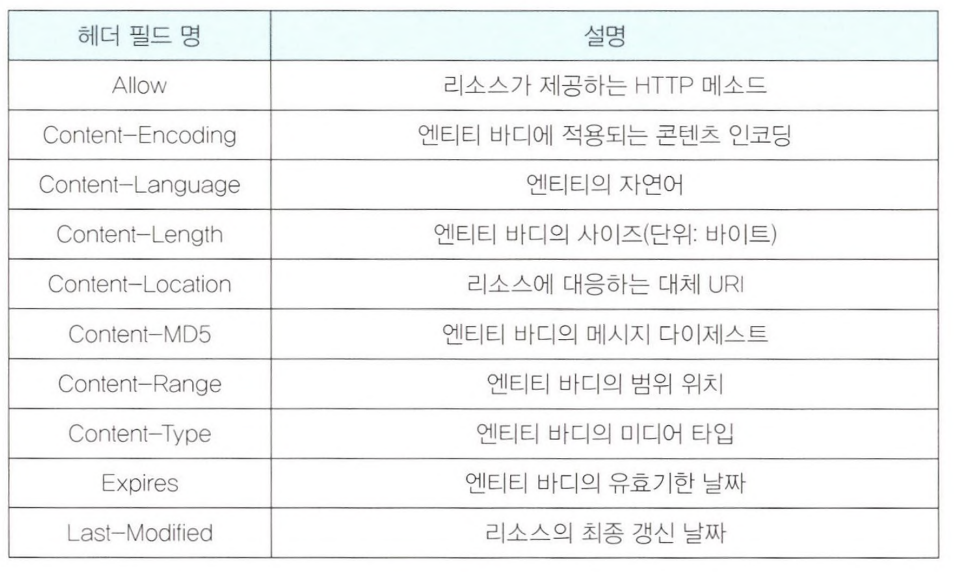 헤더 필드 명 설명
Allow 리소스가 제공하는 HTTP 메소드
Content-Encoding 엔티티 바디에 적용되는 콘텐츠 인코딩
Content-Language 엔티티의 자연어
Content-Length 엔티티 바디의 사이즈(단위: 바이트)
Content-Location 리소스에 대응하는 대체 URI
Content-MD5 엔티티 바디의 메시지 다이제스트
Content-Range 엔티티 바디의 범위 위치
Content-Type 엔티티 바디의 미디어 타입
Expires 엔티티 바디의 유효기한 날짜
Last-Modified 리소스의 최종 갱신 날짜